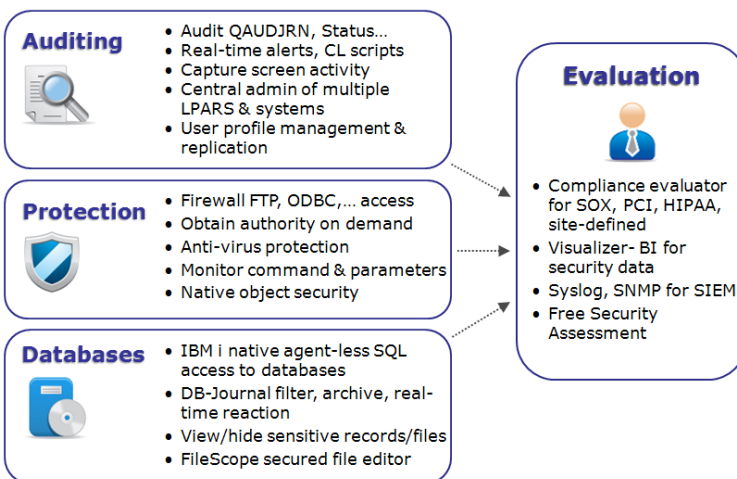 Auditing
• Audit QAUDJRN, Status...
• Real-time alerts, CL scripts
• Capture screen activity
• Central admin of multiple
LPARS & systems
• User profile management &
replication
Protection
• Firewall FTP, ODBC,... access
• Obtain authority on demand
• Anti-virus protection
• Monitor command & parameters
• Native object security
Databases
• IBM i native agent-less SQL
access to databases
• DB-Journal filter, archive, real-
time reaction
• View/hide sensitive records/files
• FileScope secured file editor
Evaluation
• Compliance evaluator
for SOX, PCI, HIPAA,
site-defined
• Visualizer- BI for
security data
• Syslog, SNMP for SIEM
• Free Security
Assessment